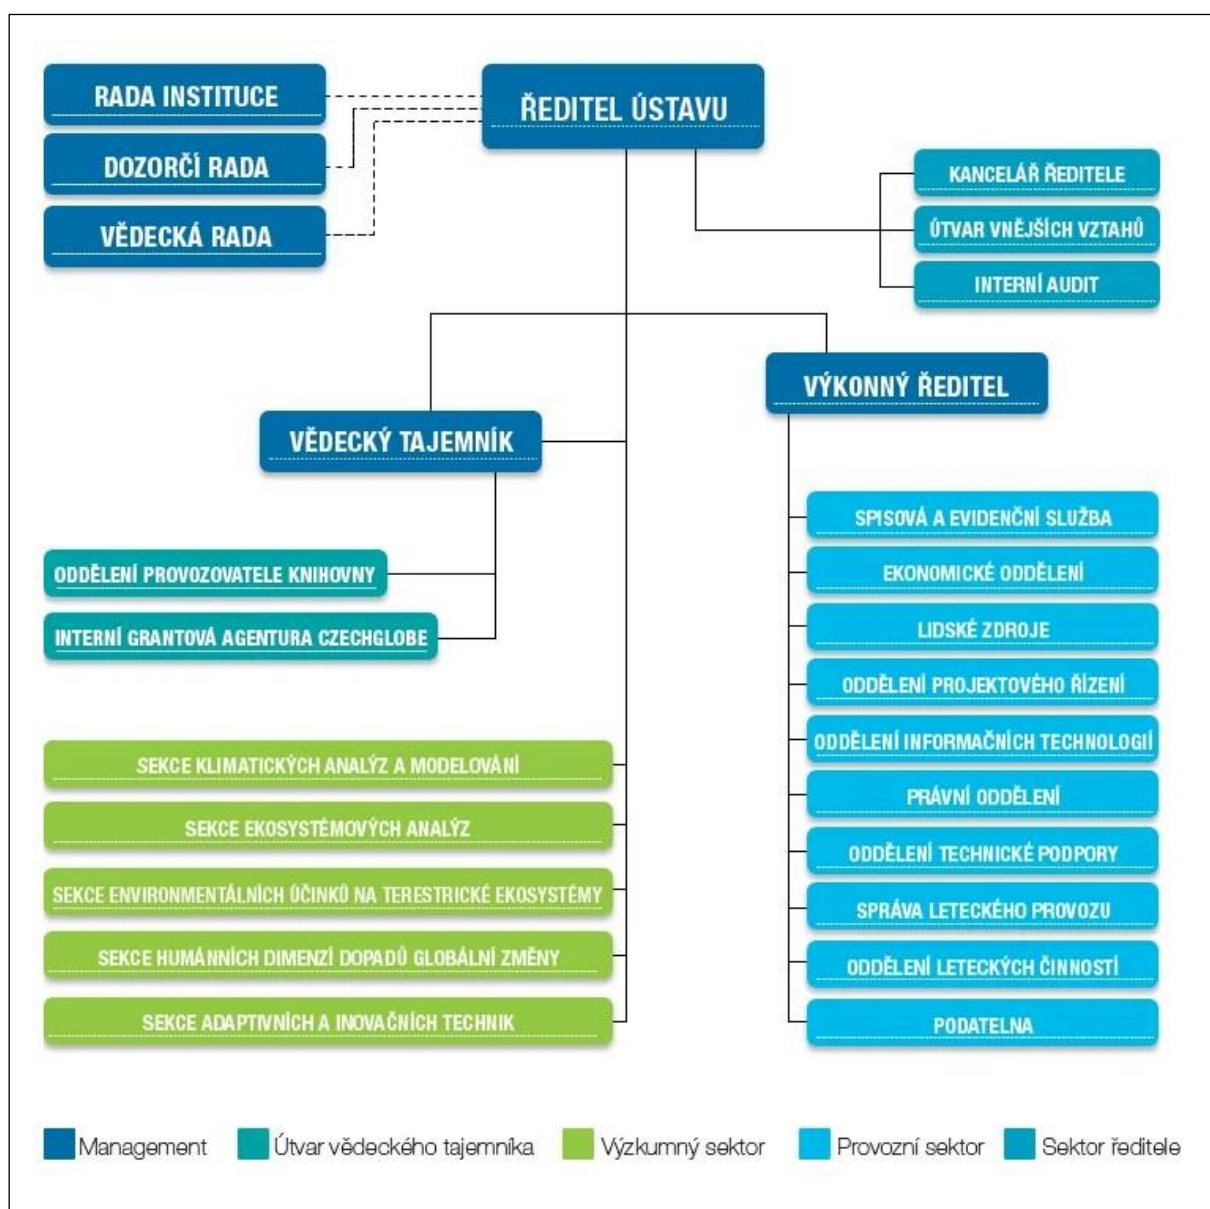 RADA INSTITUCE
DOZORČÍ RADA
VĚDECKÁ RADA
ŘEDITEL ÚSTAVU
KANCELÁŘ ŘEDITELE
ÚTVAR VNĚJŠÍCH VZTAHŮ
INTERNÍ AUDIT
VÝKONNÝ ŘEDITEL
VĚDECKÝ TAJEMNÍK
ODDĚLENÍ PROVOZOVATELE KNIHOVNY
INTERNÍ GRANTOVÁ AGENTURA CZECHGLOBE
SEKCE KLIMATICKÝCH ANALÝZ A MODELOVÁNÍ
SEKCE EKOSYSTÉMOVÝCH ANALÝZ
SEKCE ENVIRONMENTÁLNÍCH ÚČINKŮ NA TERESTRICKÉ EKOSYSTÉMY
SEKCE HUMÁNNÍCH DIMENZÍ DOPADŮ GLOBÁLNÍ ZMĚNY
SEKCE ADAPTIVNÍCH A INOVAČNÍCH TECHNIK
SPISOVÁ A EVIDENČNÍ SLUŽBA
EKONOMICKÉ ODDĚLENÍ
LIDSKÉ ZDROJE
ODDĚLENÍ PROJEKTOVÉHO ŘÍZENÍ
ODDĚLENÍ INFORMAČNÍCH TECHNOLOGIÍ
PRÁVNÍ ODDĚLENÍ
ODDĚLENÍ TECHNICKÉ PODPORY
SPRÁVA LETECKÉHO PROVOZU
ODDĚLENÍ LETECKÝCH ČINNOSTÍ
PODATELNA
Management
Útvar vědeckého tajemníka
Výzkumný sektor
Provozní sektor
Sektor ředitele